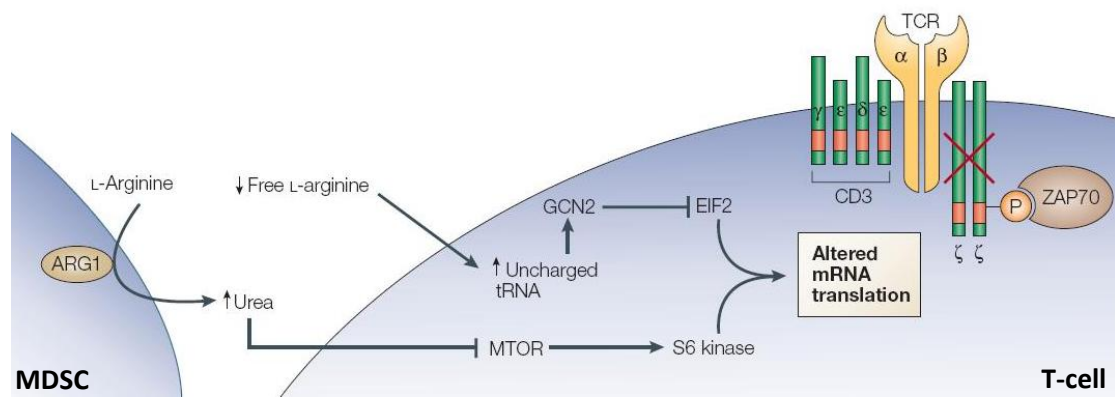 TCR
α β
γ ε δ ε
CD3
P
ZAP70
ζ ζ
L-Arginine
↓ Free L-arginine
GCN2
EIF2
ARG1
↑ Uncharged
tRNA
Altered
mRNA
translation
↑ Urea
MTOR
S6 kinase
MDSC
T-cell